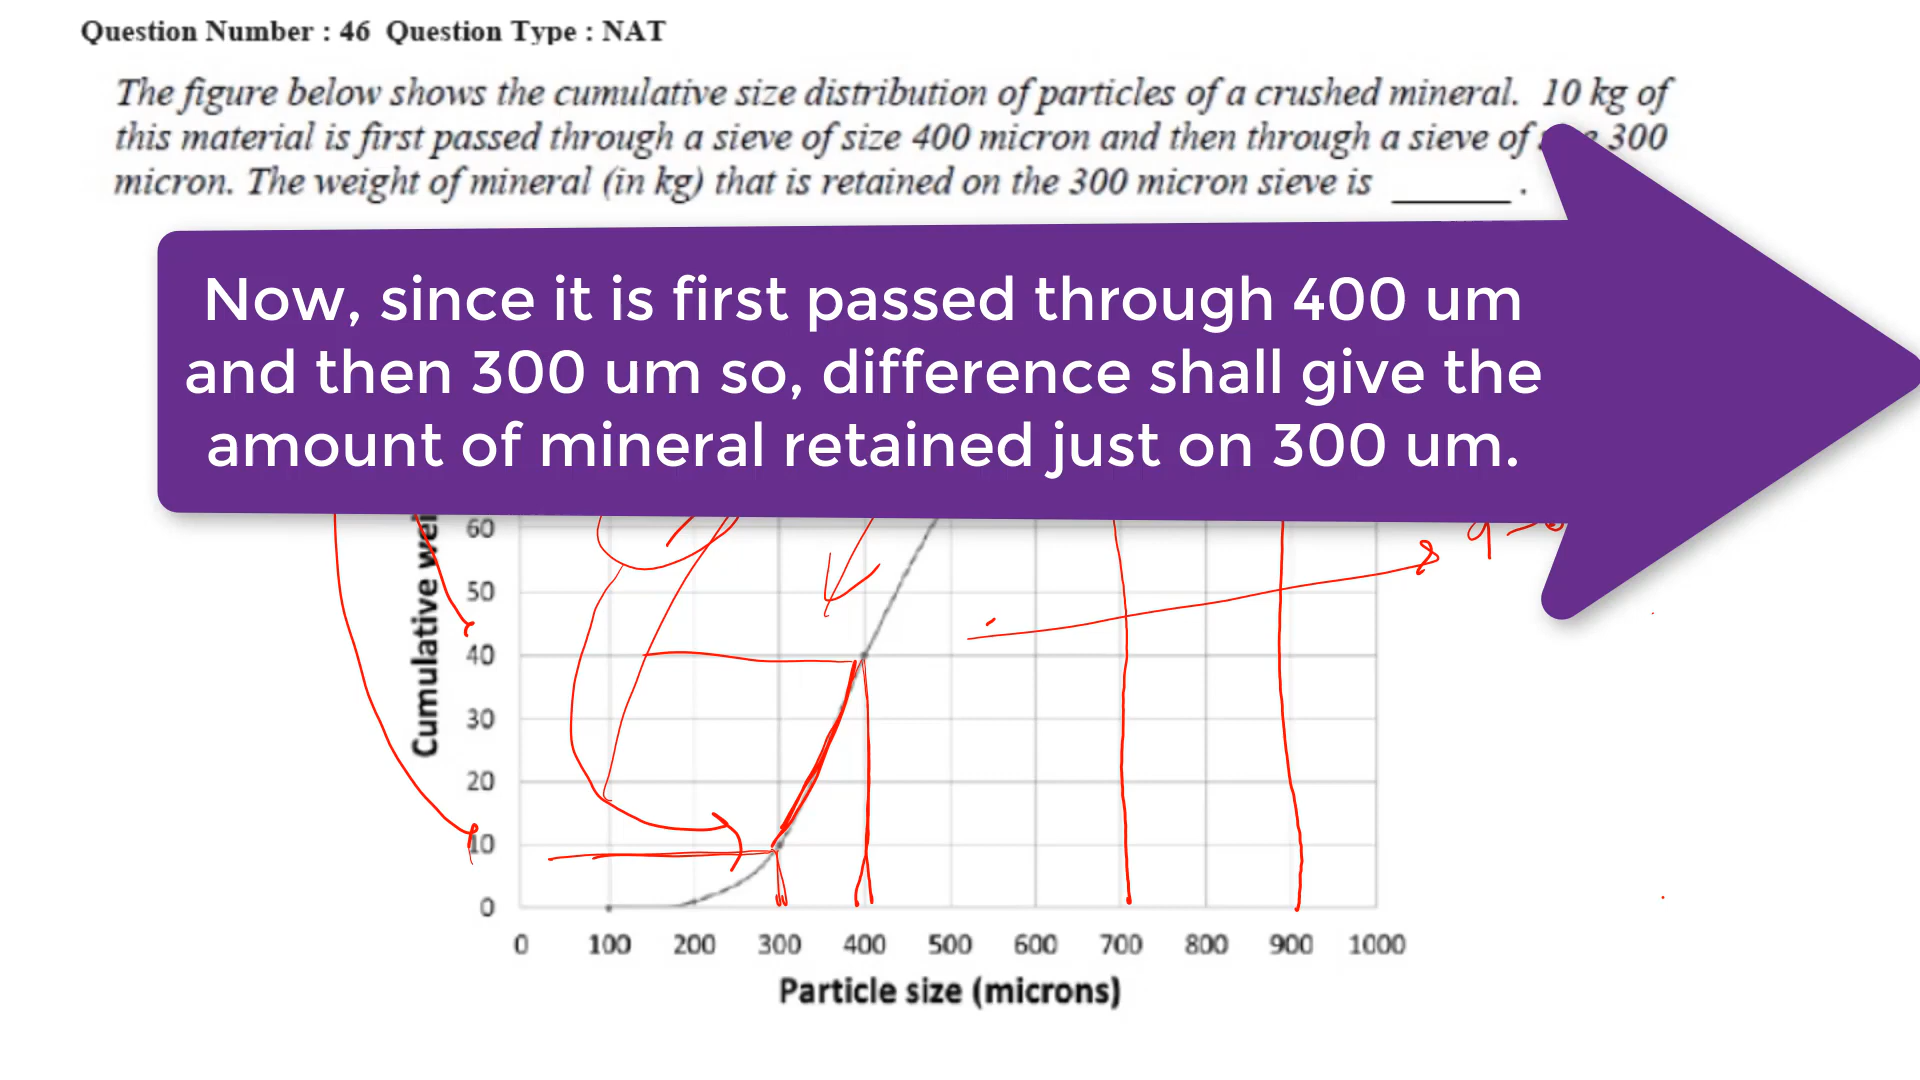 Question Number : 46 Question Type : NAT
The figure below shows the cumulative size distribution of particles of a crushed mineral. 10 kg of
this material is first passed through a sieve of size 400 micron and then through a sieve of 300
micron. The weight of mineral (in kg) that is retained on the 300 micron sieve is ______ .
Now, since it is first passed through 400 um
and then 300 um so, difference shall give the
amount of mineral retained just on 300 um.
Cumulative
60
50
40
30
20
10
0
0 100 200 300 400 500 600 700 800 900 1000
Particle size (microns)